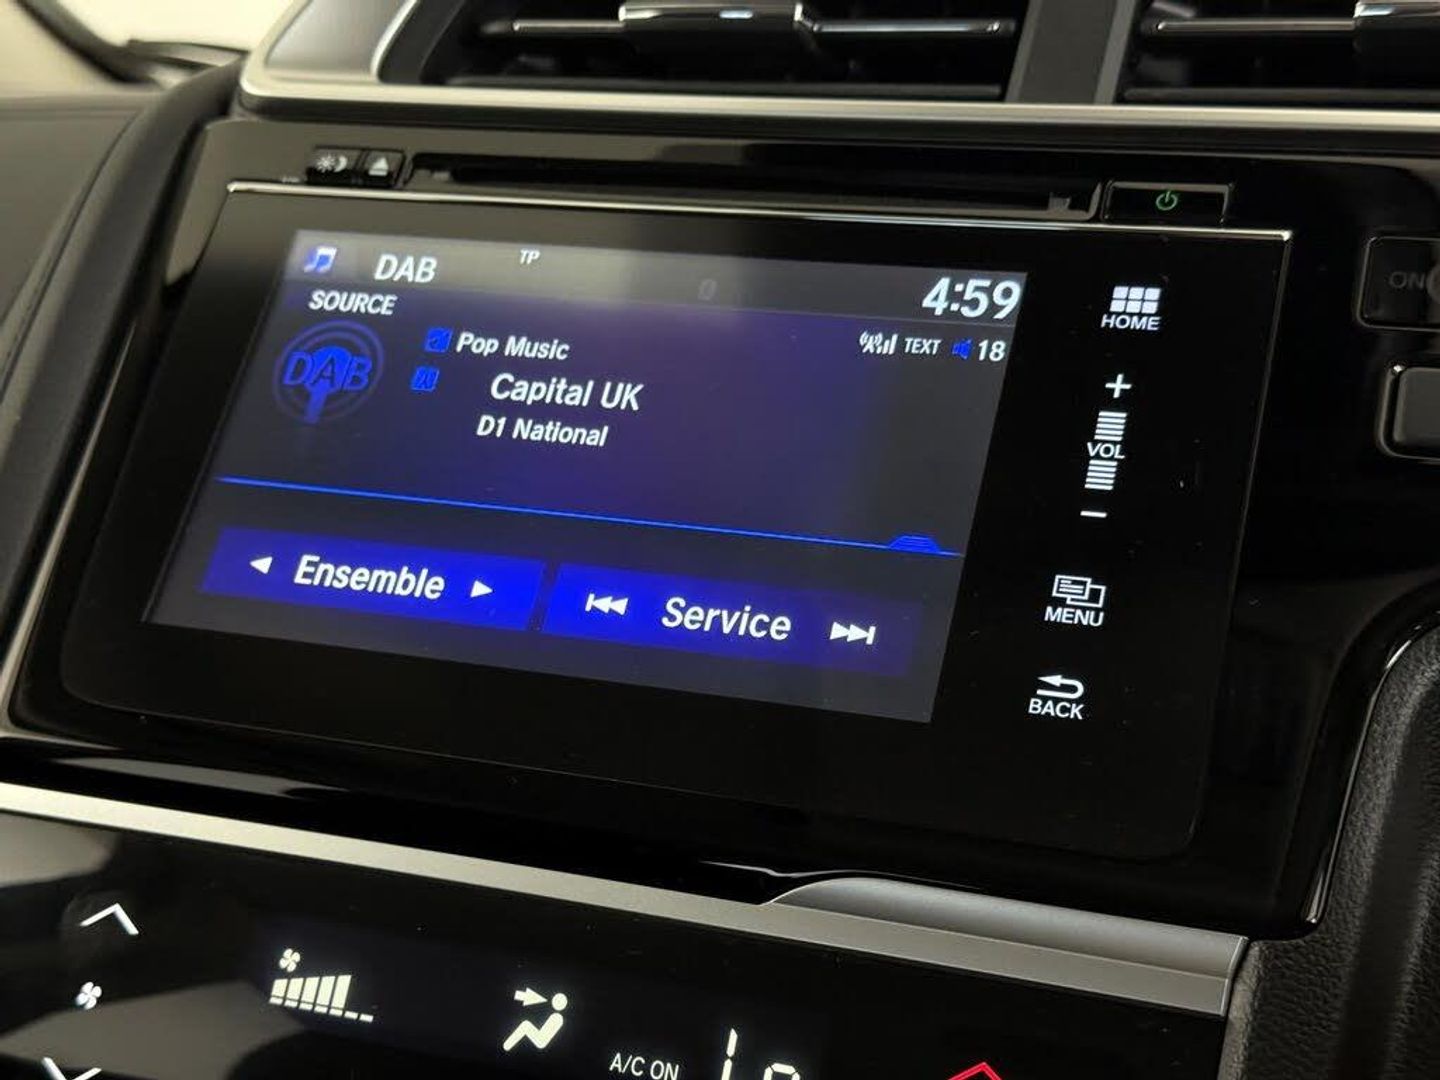 DAB
TP
4:59
SOURCE
HOME
DAB
Pop Music
TEXT 18
Capital UK
D1 National
+
VOL
−
Ensemble
Service
MENU
BACK
A/C ON